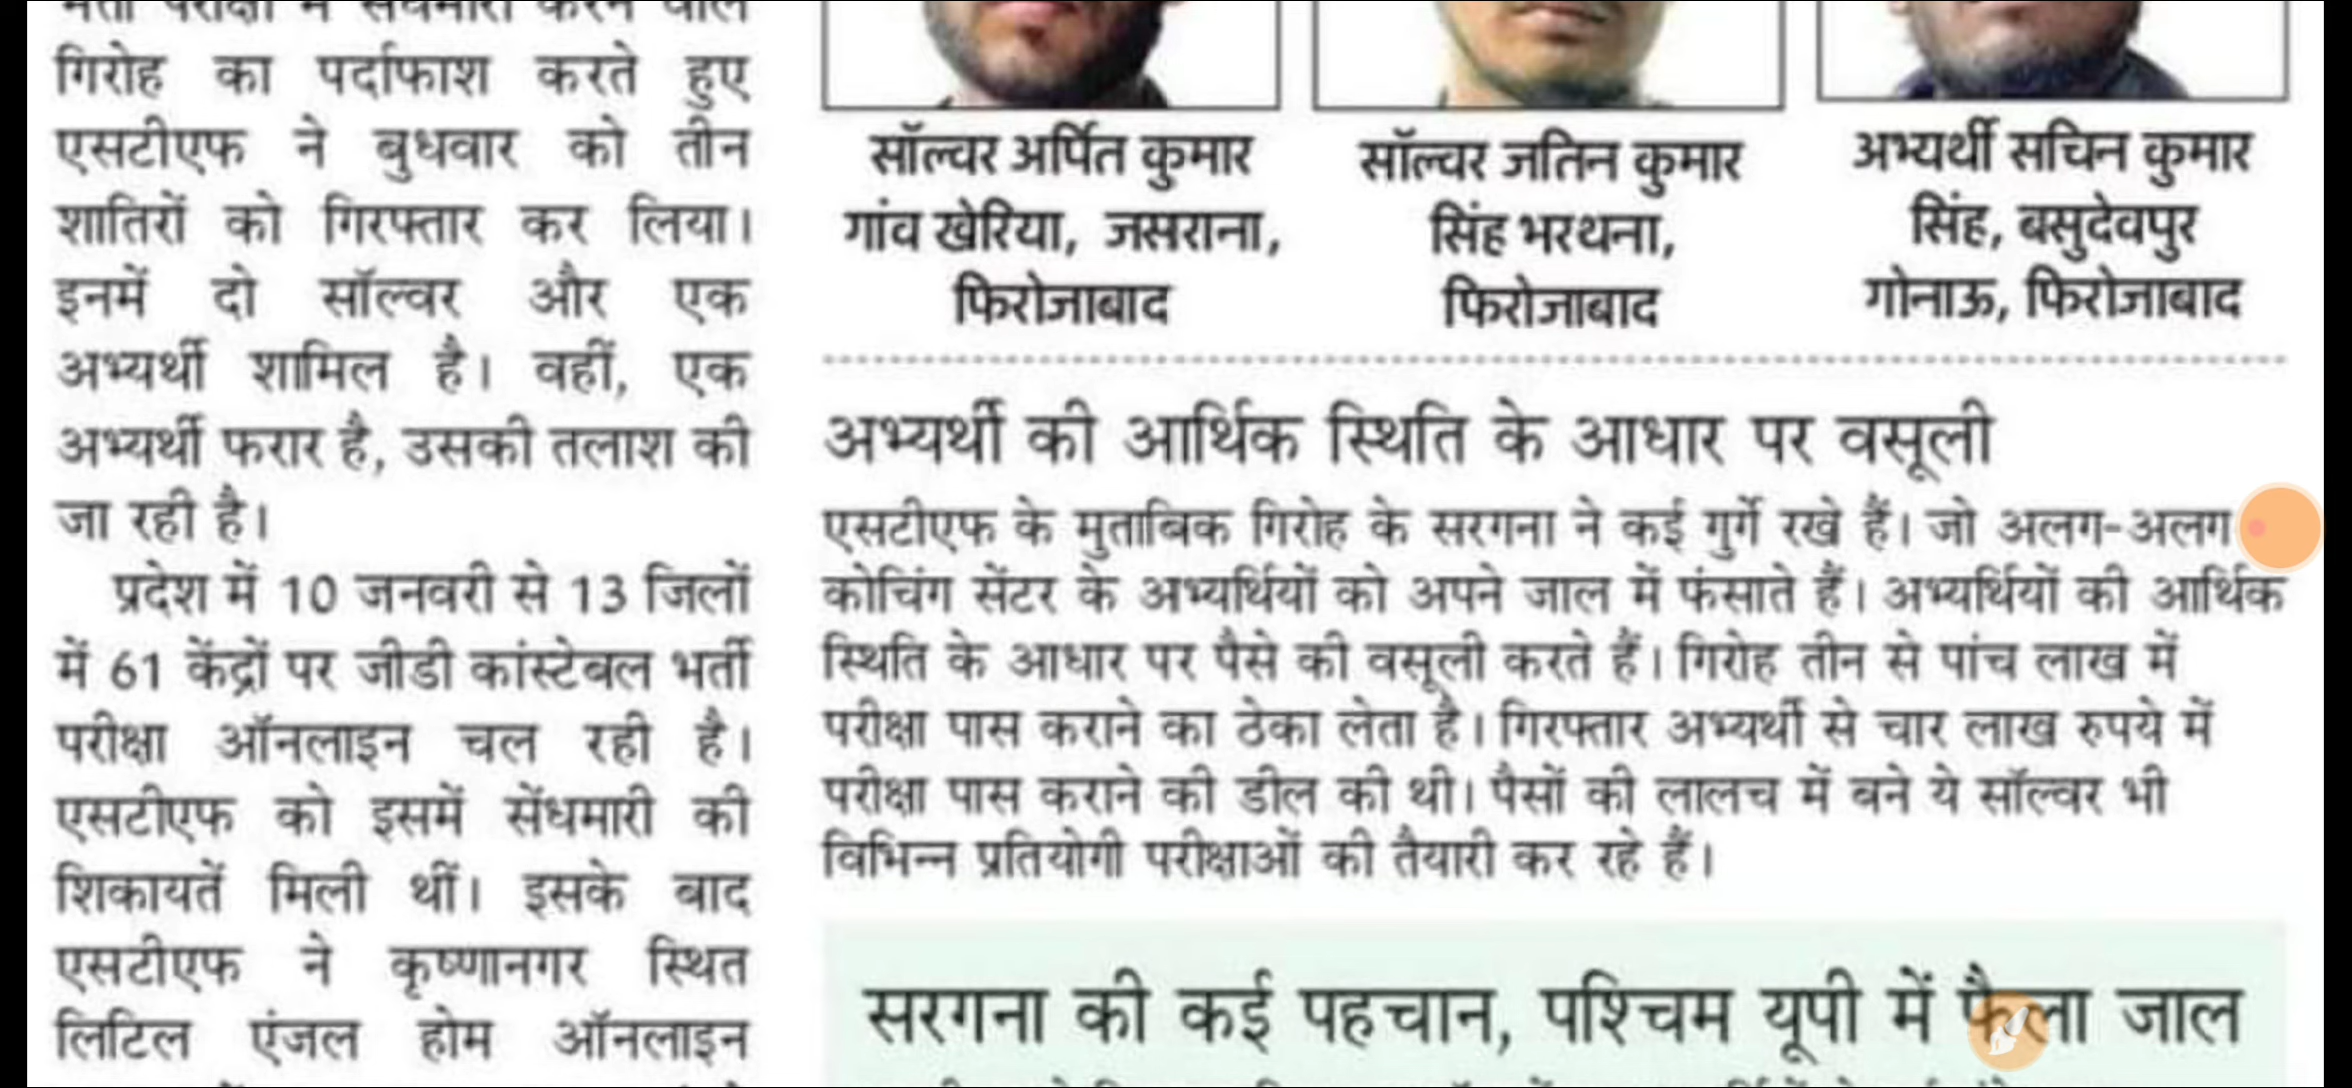 भर्ती परीक्षा में सेंधमारी करने वाले
गिरोह का पर्दाफाश करते हुए
एसटीएफ ने बुधवार को तीन
शातिरों को गिरफ्तार कर लिया।
इनमें दो सॉल्वर और एक
अभ्यर्थी शामिल है। वहीं, एक
अभ्यर्थी फरार है, उसकी तलाश की
जा रही है।
प्रदेश में 10 जनवरी से 13 जिलों
में 61 केंद्रों पर जीडी कांस्टेबल भर्ती
परीक्षा ऑनलाइन चल रही है।
एसटीएफ को इसमें सेंधमारी की
शिकायतें मिली थीं। इसके बाद
एसटीएफ ने कृष्णानगर स्थित
लिटिल एंजल होम ऑनलाइन
सॉल्वर अर्पित कुमार
गांव खेरिया, जसराना,
फिरोजाबाद
सॉल्वर जतिन कुमार
सिंह भरथना,
फिरोजाबाद
अभ्यर्थी सचिन कुमार
सिंह, बसुदेवपुर
गोनाऊ, फिरोजाबाद
अभ्यर्थी की आर्थिक स्थिति के आधार पर वसूली
एसटीएफ के मुताबिक गिरोह के सरगना ने कई गुर्गे रखे हैं। जो अलग-अलग
कोचिंग सेंटर के अभ्यर्थियों को अपने जाल में फंसाते हैं। अभ्यर्थियों की आर्थिक
स्थिति के आधार पर पैसे की वसूली करते हैं। गिरोह तीन से पांच लाख में
परीक्षा पास कराने का ठेका लेता है। गिरफ्तार अभ्यर्थी से चार लाख रुपये में
परीक्षा पास कराने की डील की थी। पैसों की लालच में बने ये सॉल्वर भी
विभिन्न प्रतियोगी परीक्षाओं की तैयारी कर रहे हैं।
सरगना की कई पहचान, पश्चिम यूपी में फैला जाल